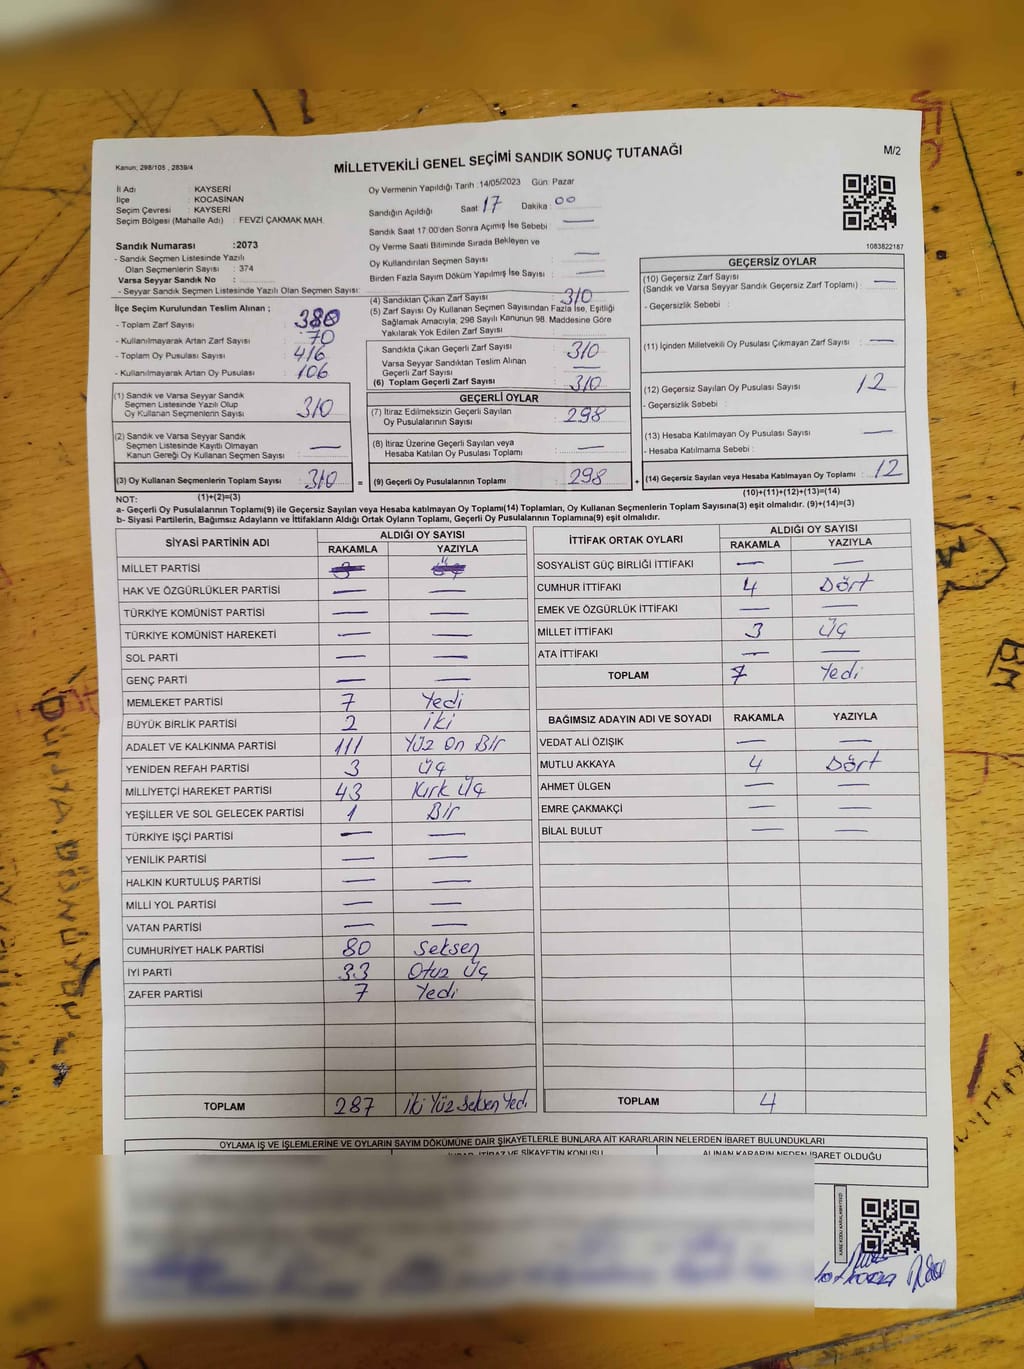 Kanun; 298/105 , 2839/4
MİLLETVEKİLİ GENEL SEÇİMİ SANDIK SONUÇ TUTANAĞI
M/2
İl Adı : KAYSERİ
İlçe : KOCASİNAN
Seçim Çevresi : KAYSERİ
Seçim Bölgesi (Mahalle Adı) : FEVZİ ÇAKMAK MAH.
Sandık Numarası :2073
- Sandık Seçmen Listesinde Yazılı
Olan Seçmenlerin Sayısı : 374
Varsa Seyyar Sandık No :
- Seyyar Sandık Seçmen Listesinde Yazılı Olan Seçmen Sayısı:
Oy Vermenin Yapıldığı Tarih :14/05/2023 Gün: Pazar
Sandığın Açıldığı Saat: 17 Dakika: 00
Sandık Saat 17.00'den Sonra Açımış İse Sebebi —
Oy Verme Saati Bitiminde Sırada Bekleyen ve
Oy Kullandırılan Seçmen Sayısı : —
Birden Fazla Sayım Döküm Yapılmış İse Sayısı : —
1083822187
İlçe Seçim Kurulundan Teslim Alınan ;
- Toplam Zarf Sayısı : 380
- Kullanılmayarak Artan Zarf Sayısı : 70
- Toplam Oy Pusulası Sayısı : 416
- Kullanılmayarak Artan Oy Pusulası : 106
(4) Sandıktan Çıkan Zarf Sayısı : 310
(5) Zarf Sayısı Oy Kullanan Seçmen Sayısından Fazla İse, Eşitliği
Sağlamak Amacıyla, 298 Sayılı Kanunun 98. Maddesine Göre
Yakılarak Yok Edilen Zarf Sayısı :
Sandıkta Çıkan Geçerli Zarf Sayısı : 310
Varsa Seyyar Sandıktan Teslim Alınan
Geçerli Zarf Sayısı : —
(6) Toplam Geçerli Zarf Sayısı : 310
GEÇERSİZ OYLAR
(10) Geçersiz Zarf Sayısı : —
(Sandık ve Varsa Seyyar Sandık Geçersiz Zarf Toplamı)
- Geçersizlik Sebebi :
(11) İçinden Milletvekili Oy Pusulası Çıkmayan Zarf Sayısı : —
(12) Geçersiz Sayılan Oy Pusulası Sayısı : 12
- Geçersizlik Sebebi :
(13) Hesaba Katılmayan Oy Pusulası Sayısı : —
- Hesaba Katılmama Sebebi :
(14) Geçersiz Sayılan veya Hesaba Katılmayan Oy Toplamı : 12
(10)+(11)+(12)+(13)=(14)
(1) Sandık ve Varsa Seyyar Sandık
Seçmen Listesinde Yazılı Olup
Oy Kullanan Seçmenlerin Sayısı : 310
(2) Sandık ve Varsa Seyyar Sandık
Seçmen Listesinde Kayıtlı Olmayan
Kanun Gereği Oy Kullanan Seçmen Sayısı : —
(3) Oy Kullanan Seçmenlerin Toplam Sayısı : 310 =
GEÇERLİ OYLAR
(7) İtiraz Edilmeksizin Geçerli Sayılan
Oy Pusulalarının Sayısı : 298
(8) İtiraz Üzerine Geçerli Sayılan veya
Hesaba Katılan Oy Pusulası Toplamı : —
(9) Geçerli Oy Pusulalarının Toplamı : 298 +
NOT: (1)+(2)=(3)
a- Geçerli Oy Pusulalarının Toplamı(9) ile Geçersiz Sayılan veya Hesaba katılmayan Oy Toplamı(14) Toplamları, Oy Kullanan Seçmenlerin Toplam Sayısına(3) eşit olmalıdır. (9)+(14)=(3)
b- Siyasi Partilerin, Bağımsız Adayların ve İttifakların Aldığı Ortak Oyların Toplamı, Geçerli Oy Pusulalarının Toplamına(9) eşit olmalıdır.
SİYASİ PARTİNİN ADI ALDIĞI OY SAYISI
RAKAMLA YAZIYLA
MİLLET PARTİSİ 3 Üç
HAK VE ÖZGÜRLÜKLER PARTİSİ — —
TÜRKİYE KOMÜNİST PARTİSİ — —
TÜRKİYE KOMÜNİST HAREKETİ — —
SOL PARTİ — —
GENÇ PARTİ — —
MEMLEKET PARTİSİ 7 Yedi
BÜYÜK BİRLİK PARTİSİ 2 İki
ADALET VE KALKINMA PARTİSİ 111 Yüz On Bir
YENİDEN REFAH PARTİSİ 3 Üç
MİLLİYETÇİ HAREKET PARTİSİ 43 Kırk Üç
YEŞİLLER VE SOL GELECEK PARTİSİ 1 Bir
TÜRKİYE İŞÇİ PARTİSİ — —
YENİLİK PARTİSİ — —
HALKIN KURTULUŞ PARTİSİ — —
MİLLİ YOL PARTİSİ — —
VATAN PARTİSİ — —
CUMHURİYET HALK PARTİSİ 80 Seksen
İYİ PARTİ 33 Otuz Üç
ZAFER PARTİSİ 7 Yedi
TOPLAM 287 İki Yüz Seksen Yedi
İTTİFAK ORTAK OYLARI ALDIĞI OY SAYISI
RAKAMLA YAZIYLA
SOSYALİST GÜÇ BİRLİĞİ İTTİFAKI — —
CUMHUR İTTİFAKI 4 Dört
EMEK VE ÖZGÜRLÜK İTTİFAKI — —
MİLLET İTTİFAKI 3 Üç
ATA İTTİFAKI — —
TOPLAM 7 Yedi
BAĞIMSIZ ADAYIN ADI VE SOYADI RAKAMLA YAZIYLA
VEDAT ALİ ÖZIŞIK — —
MUTLU AKKAYA 4 Dört
AHMET ÜLGEN — —
EMRE ÇAKMAKÇİ — —
BİLAL BULUT — —
TOPLAM 4
OYLAMA İŞ VE İŞLEMLERİNE VE OYLARIN SAYIM DÖKÜMÜNE DAİR ŞİKAYETLERLE BUNLARA AİT KARARLARIN NELERDEN İBARET BULUNDUKLARI
İTİRAZ VE ŞİKAYETİN KONUSU ALINAN KARARIN NEDEN İBARET OLDUĞU